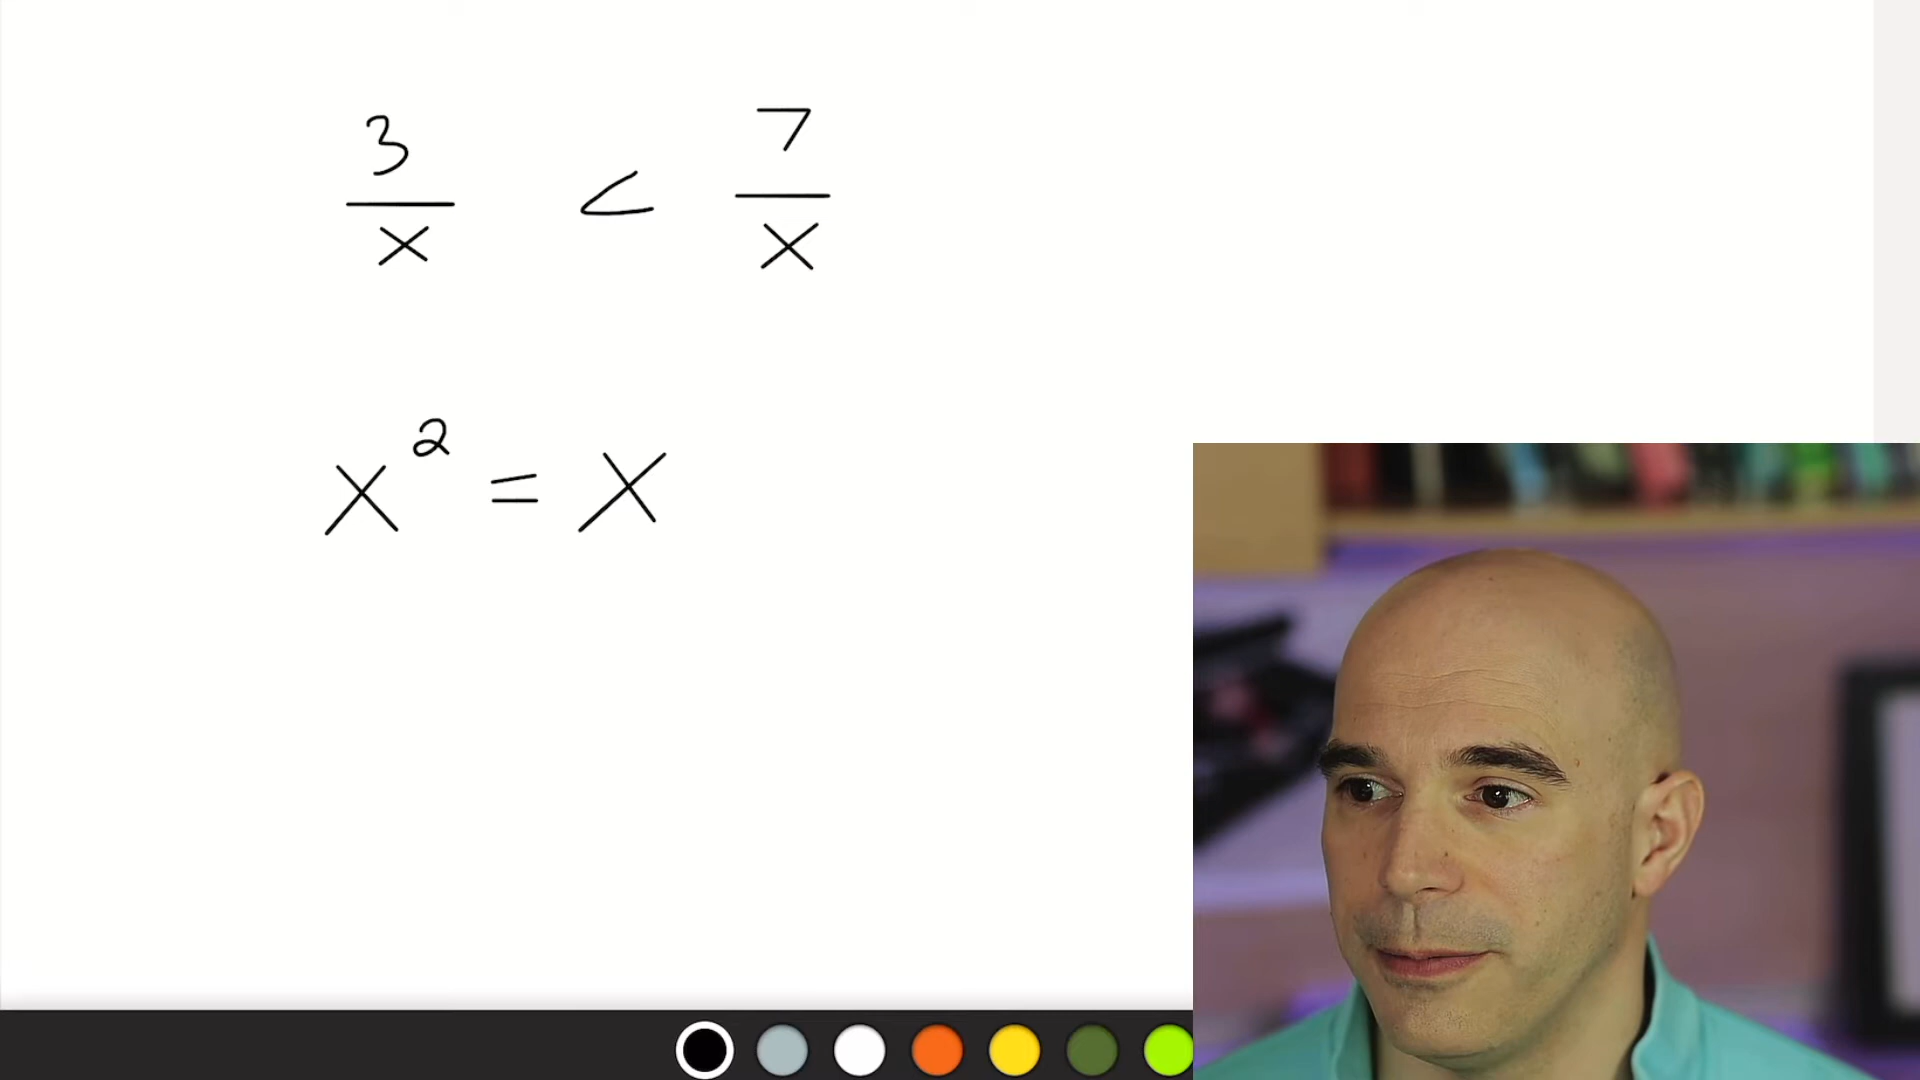 3/x < 7/x
x² = x